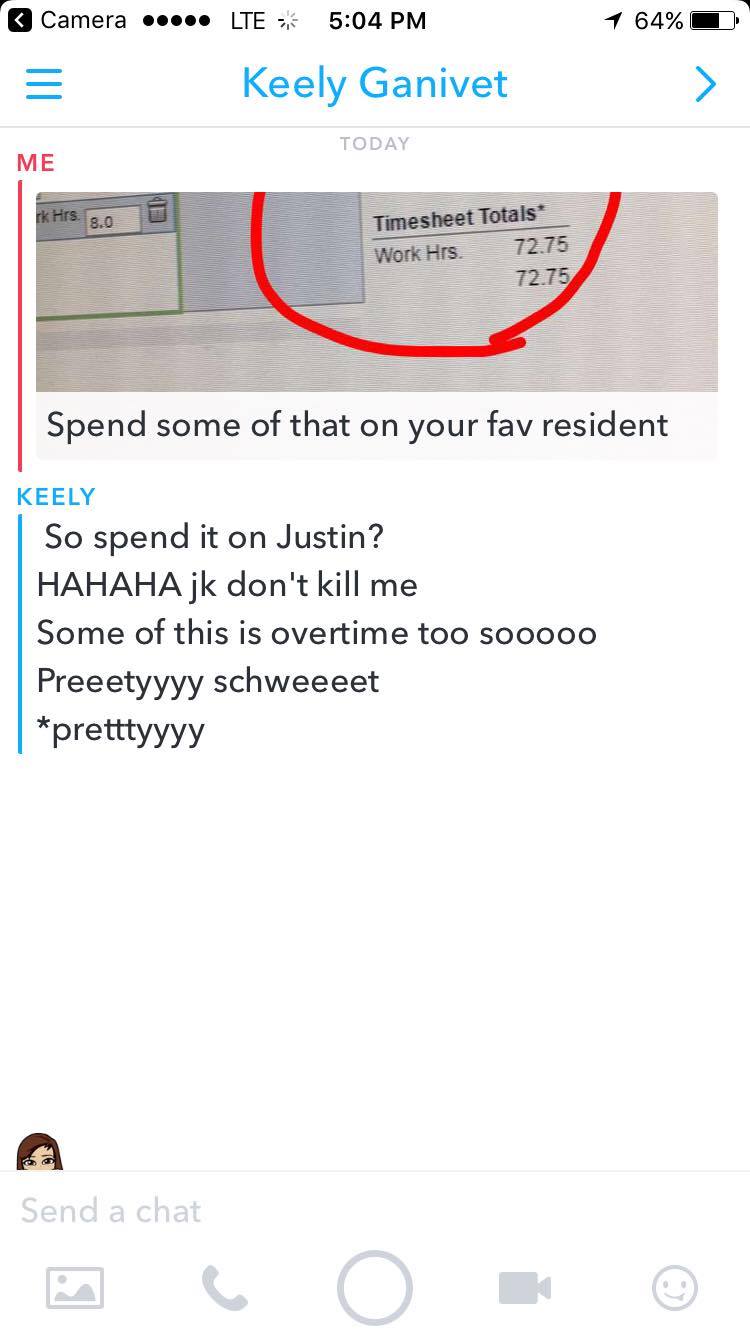 Camera LTE 5:04 PM 64%
Keely Ganivet
TODAY
ME
rk Hrs. 8.0
Timesheet Totals*
Work Hrs. 72.75
72.75
Spend some of that on your fav resident
KEELY
So spend it on Justin?
HAHAHA jk don't kill me
Some of this is overtime too sooooo
Preeetyyyy schweeeet
*pretttyyyy
Send a chat